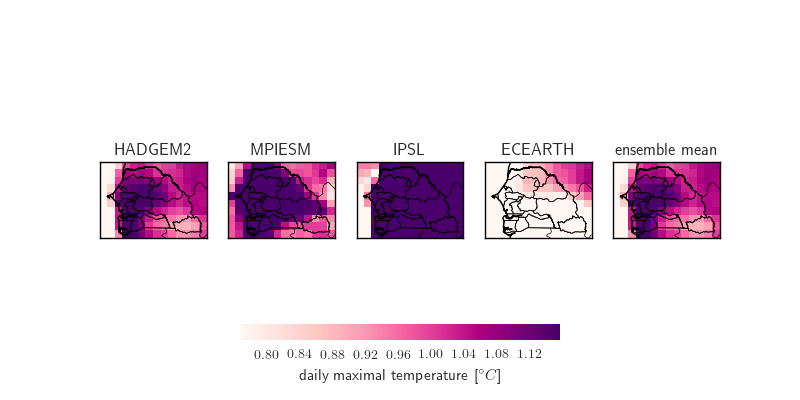 HADGEM2 MPIESM IPSL ECEARTH ensemble mean
0.80 0.84 0.88 0.92 0.96 1.00 1.04 1.08 1.12
daily maximal temperature [°C]